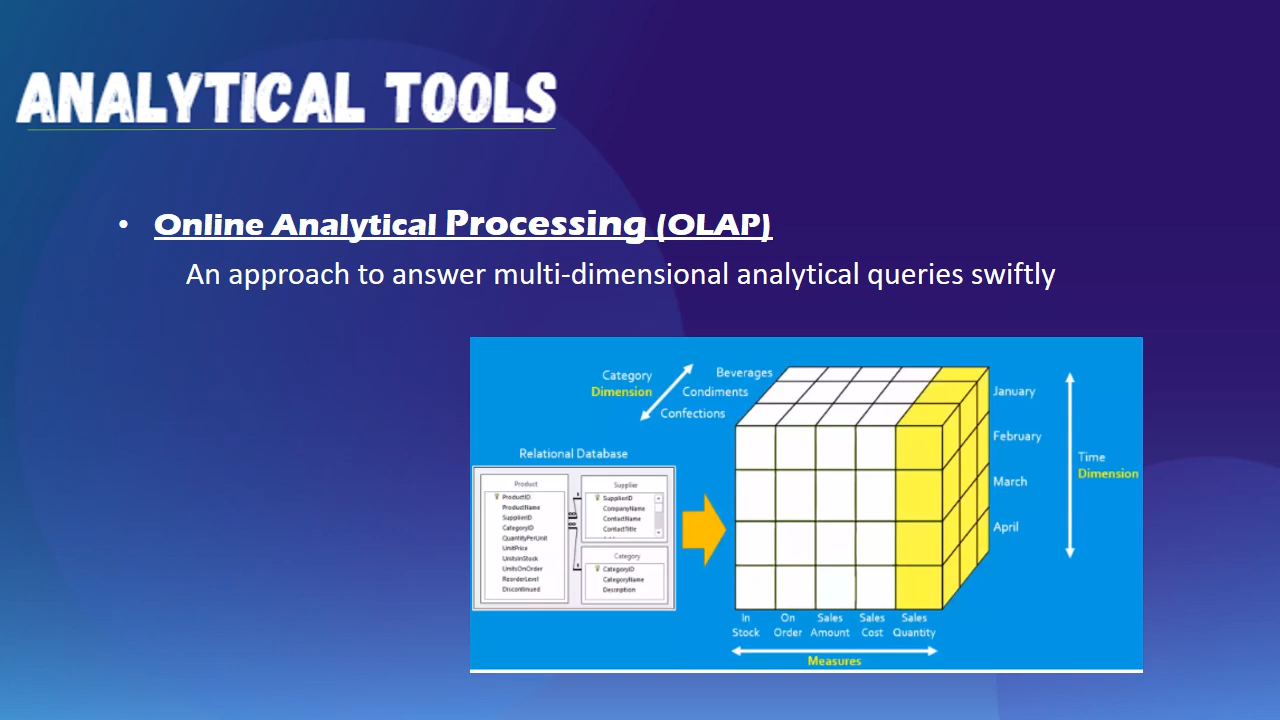 ANALYTICAL TOOLS
• Online Analytical Processing (OLAP)
An approach to answer multi-dimensional analytical queries swiftly
Category
Dimension
Beverages
Condiments
Confections
January
February
March
April
Time
Dimension
Relational Database
Product
ProductID
ProductName
SupplierID
CategoryID
QuantityPerUnit
UnitPrice
UnitsInStock
UnitsOnOrder
ReorderLevel
Discontinued
Supplier
SupplierID
CompanyName
ContactName
ContactTitle
Category
CategoryID
CategoryName
Description
In
Stock
On
Order
Sales
Amount
Sales
Cost
Sales
Quantity
Measures